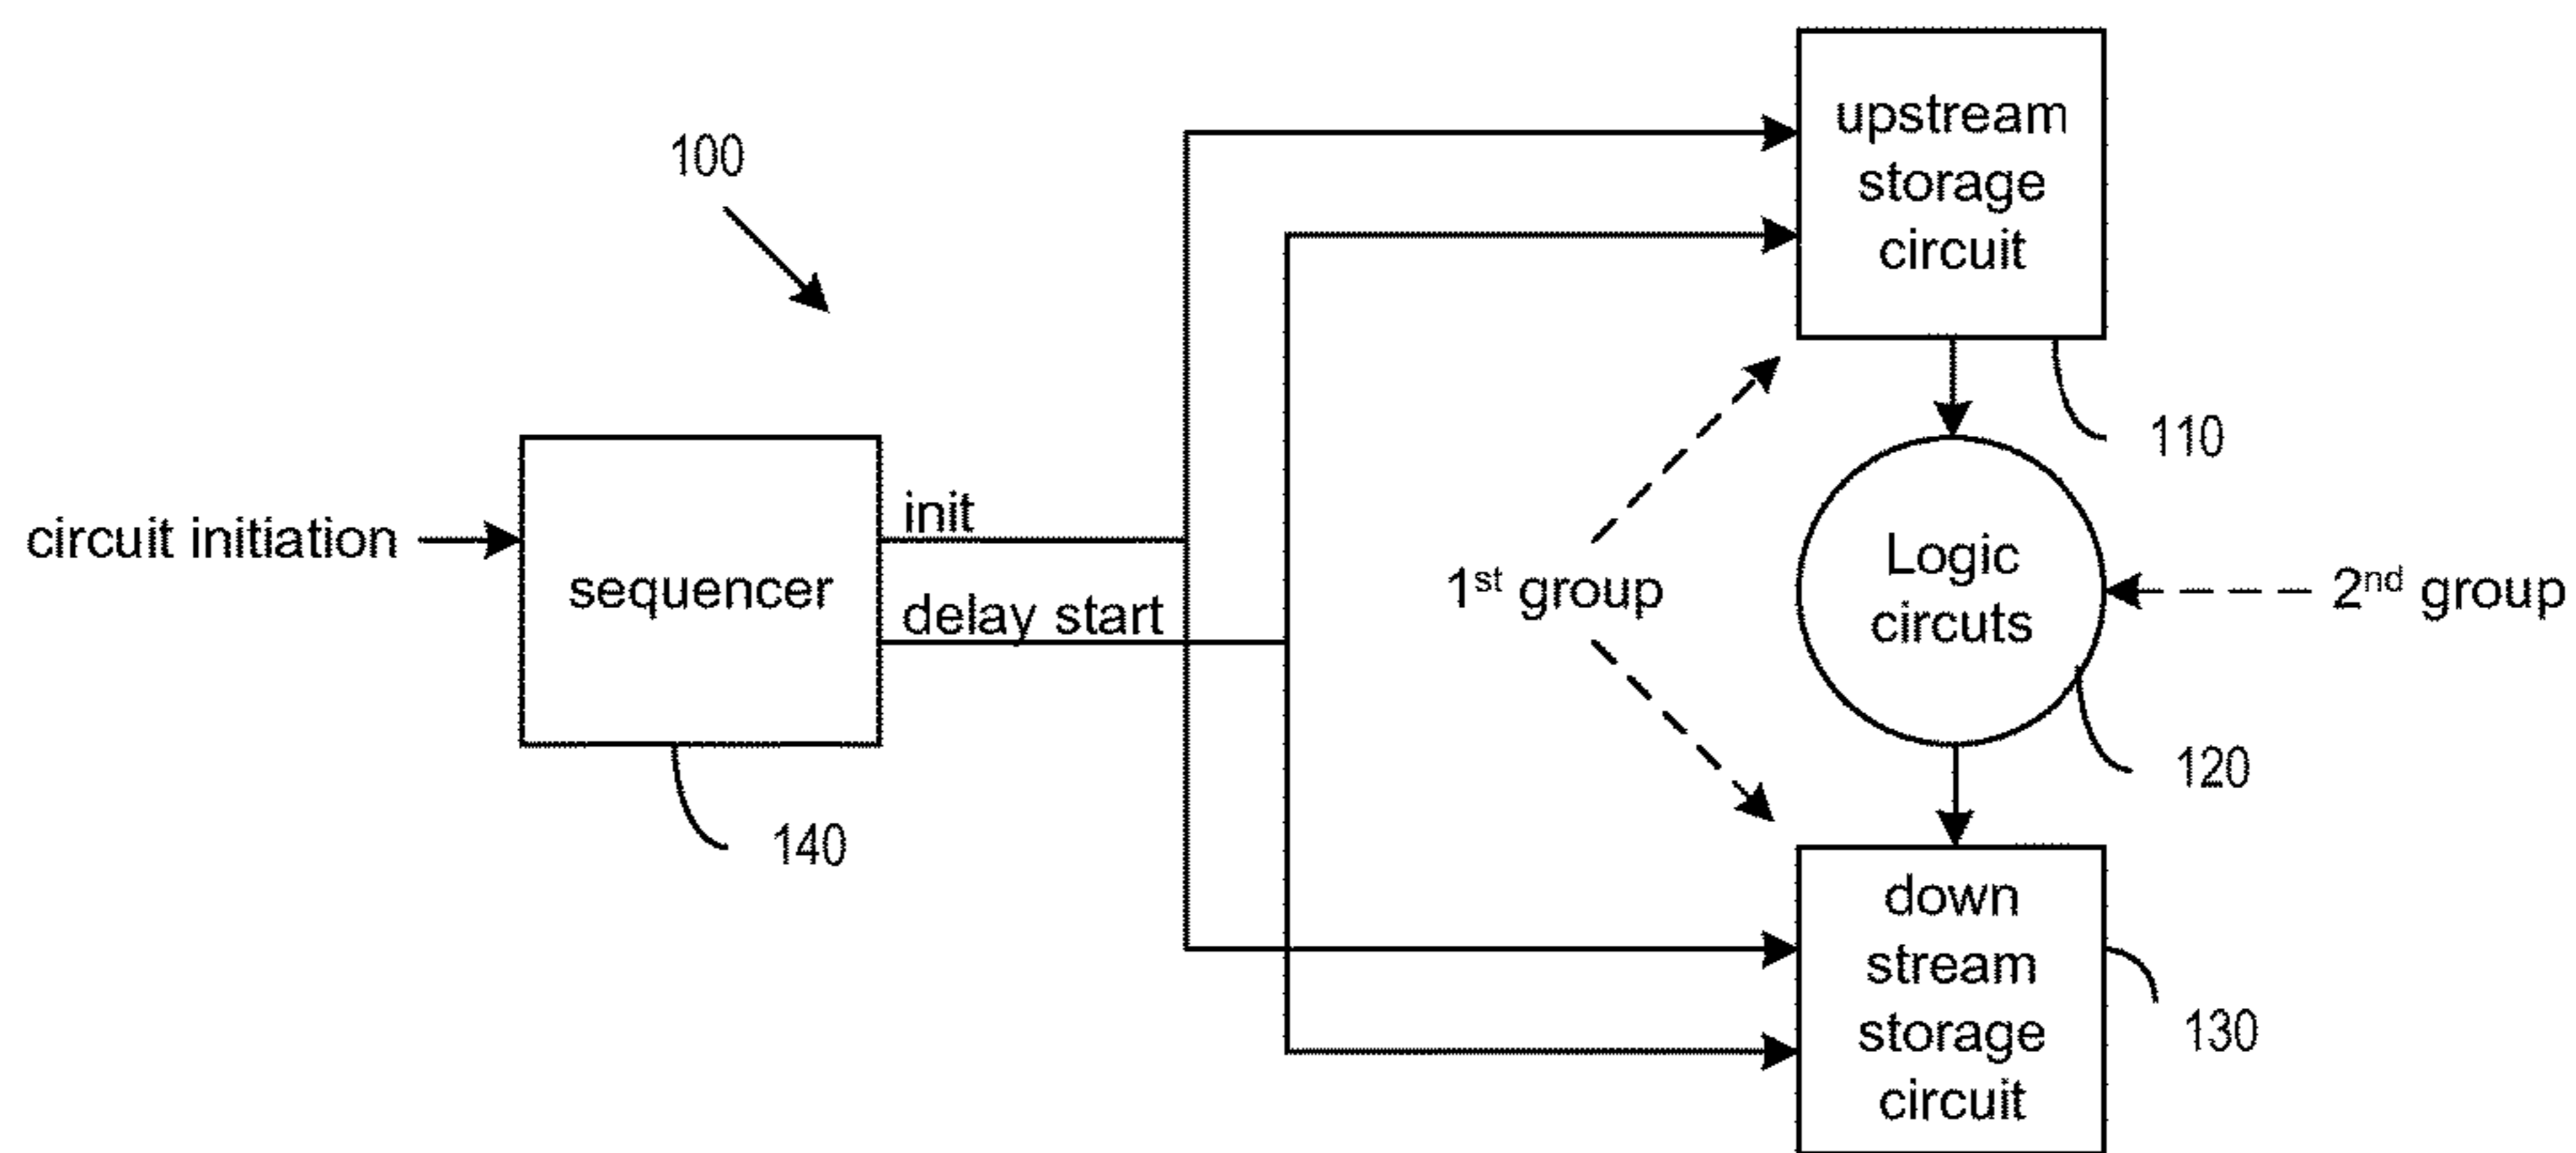 100
upstream
storage
circuit
110
circuit initiation
sequencer
init
delay start
140
1st group
Logic
circuts
2nd group
120
down
stream
storage
circuit
130